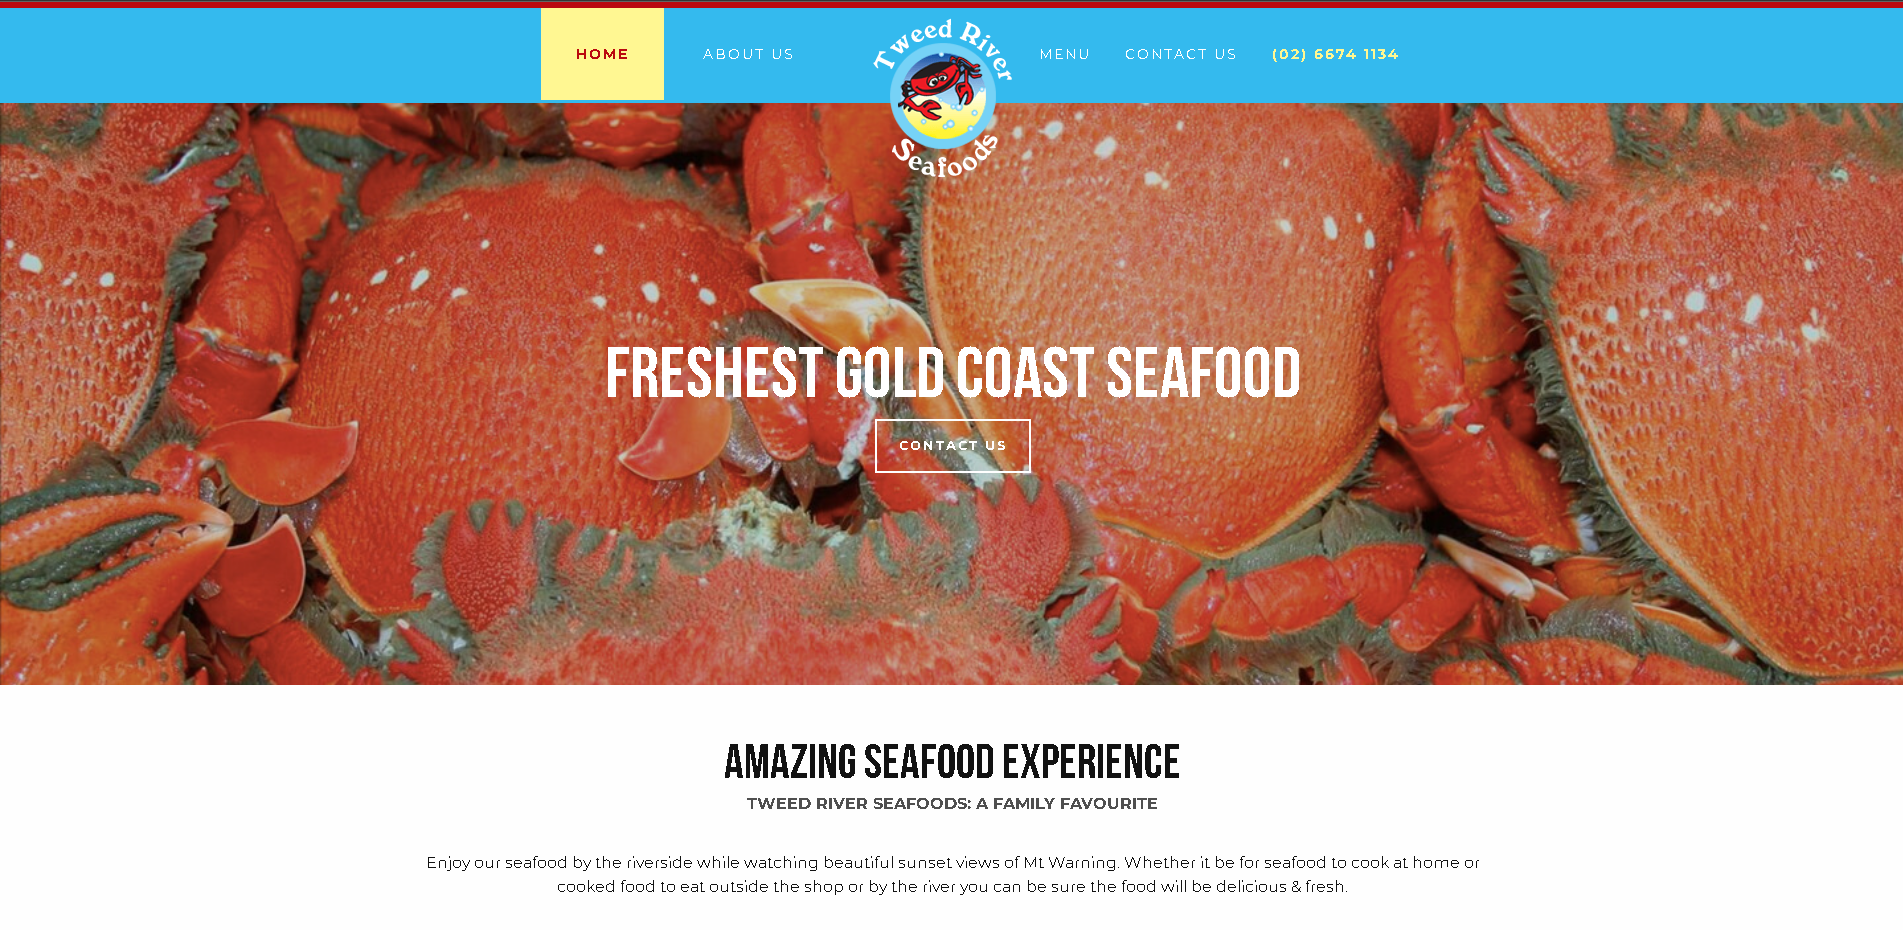 HOME
ABOUT US
Tweed River
Seafoods
MENU
CONTACT US
(02) 6674 1134
FRESHEST GOLD COAST SEAFOOD
CONTACT US
AMAZING SEAFOOD EXPERIENCE
TWEED RIVER SEAFOODS: A FAMILY FAVOURITE
Enjoy our seafood by the riverside while watching beautiful sunset views of Mt Warning. Whether it be for seafood to cook at home or
cooked food to eat outside the shop or by the river you can be sure the food will be delicious & fresh.